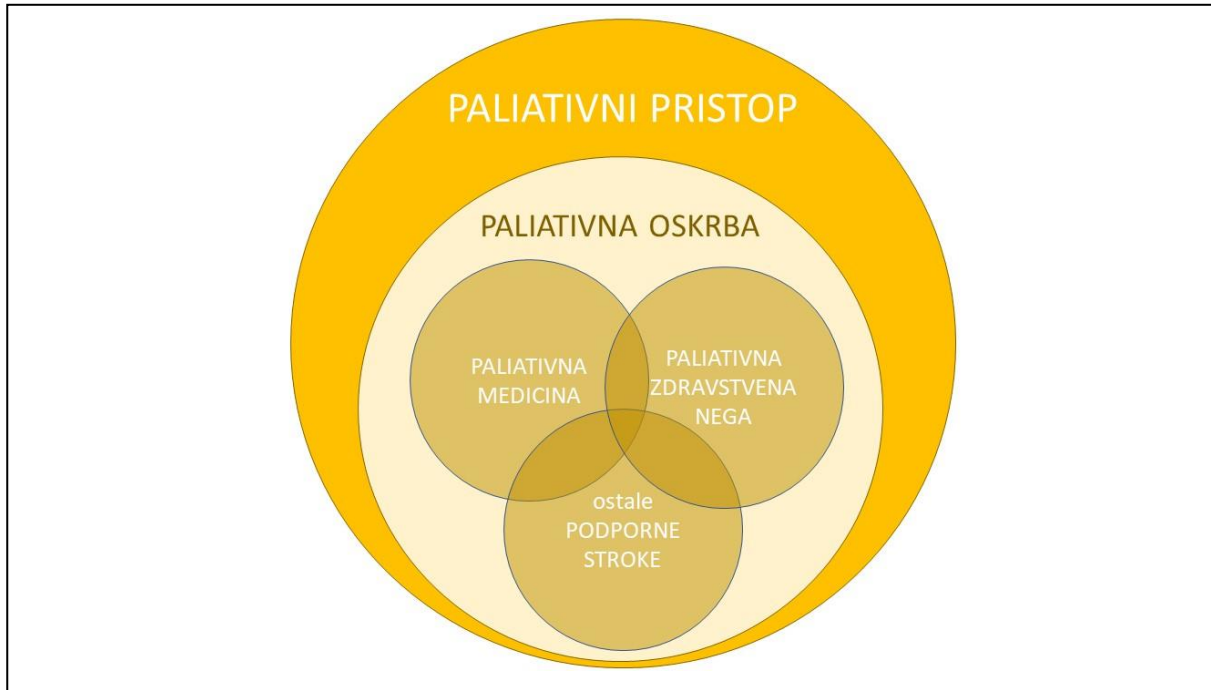 PALIATIVNI PRISTOP
PALIATIVNA OSKRBA
PALIATIVNA
MEDICINA
PALIATIVNA
ZDRAVSTVENA
NEGA
ostale
PODPORNE
STROKE